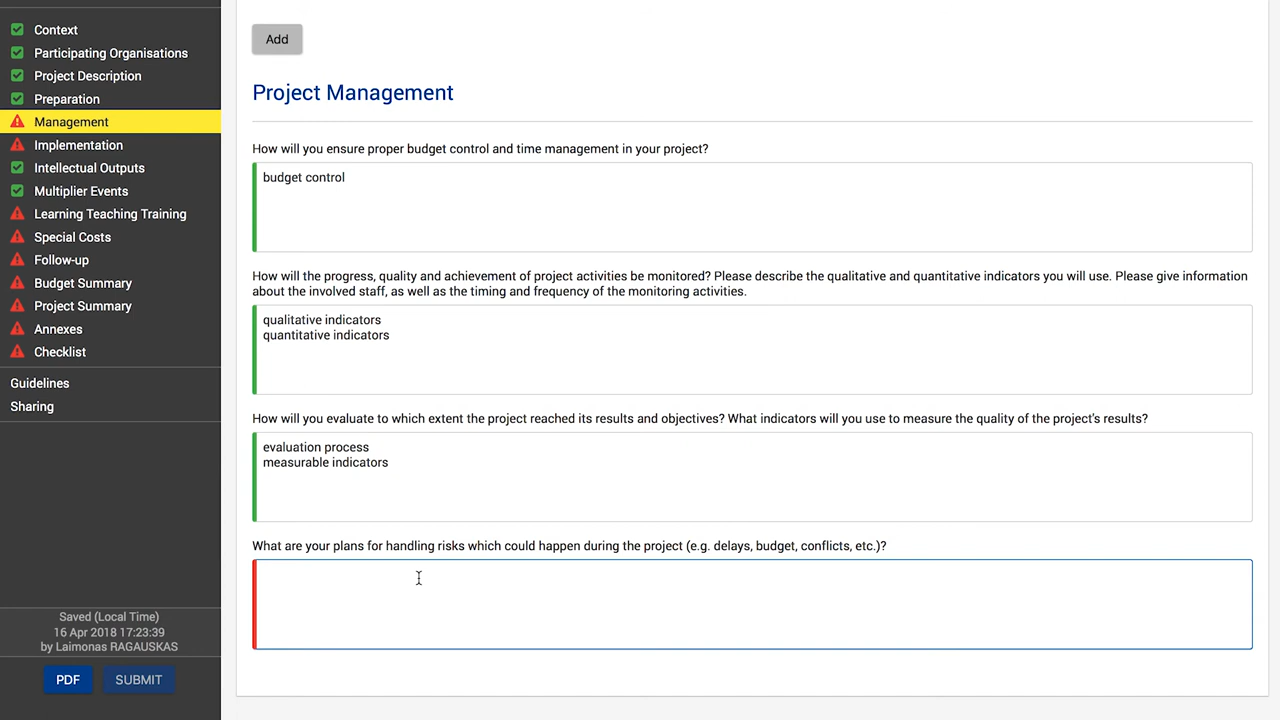 Context
Participating Organisations
Project Description
Preparation
Management
Implementation
Intellectual Outputs
Multiplier Events
Learning Teaching Training
Special Costs
Follow-up
Budget Summary
Project Summary
Annexes
Checklist
Guidelines
Sharing
Saved (Local Time)
16 Apr 2018 17:23:39
by Laimonas RAGAUSKAS
PDF
SUBMIT
Add
Project Management
How will you ensure proper budget control and time management in your project?
budget control
How will the progress, quality and achievement of project activities be monitored? Please describe the qualitative and quantitative indicators you will use. Please give information
about the involved staff, as well as the timing and frequency of the monitoring activities.
qualitative indicators
quantitative indicators
How will you evaluate to which extent the project reached its results and objectives? What indicators will you use to measure the quality of the project's results?
evaluation process
measurable indicators
What are your plans for handling risks which could happen during the project (e.g. delays, budget, conflicts, etc.)?